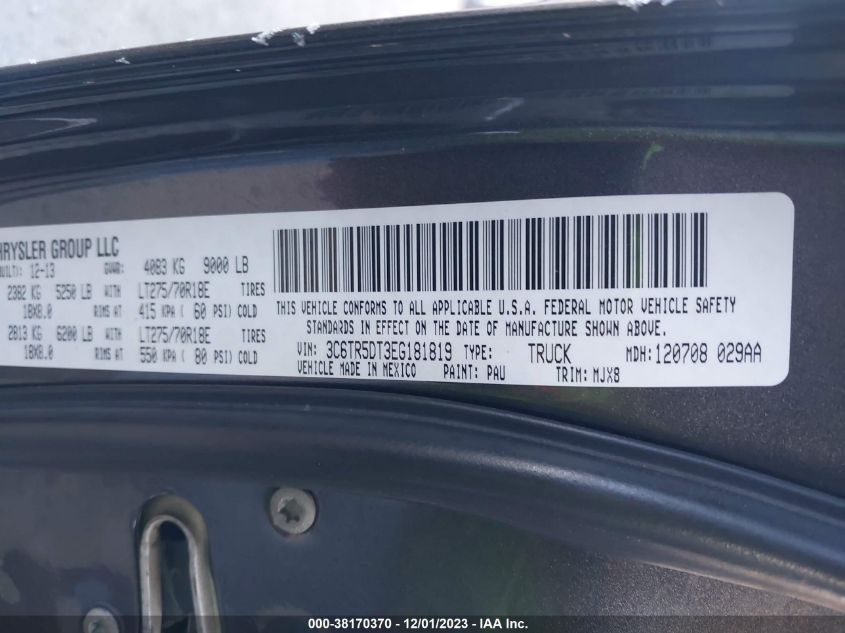 HRYSLER GROUP LLC
BUILT): 12-13 GVWR: 4083 KG 9000 LB
2382 KG 5250 LB WITH LT275/70R18E TIRES
18X8.0 RIMS AT 415 KPA ( 60 PSI) COLD
2813 KG 6200 LB WITH LT275/70R18E TIRES
18X8.0 RIMS AT 550 KPA ( 80 PSI) COLD
THIS VEHICLE CONFORMS TO ALL APPLICABLE U.S.A. FEDERAL MOTOR VEHICLE SAFETY
STANDARDS IN EFFECT ON THE DATE OF MANUFACTURE SHOWN ABOVE.
VIN: 3C6TR5DT3EG181819 TYPE: TRUCK MDH: 120708 029AA
VEHICLE MADE IN MEXICO PAINT: PAU TRIM: MJX8
000-38170370 - 12/01/2023 - IAA Inc.